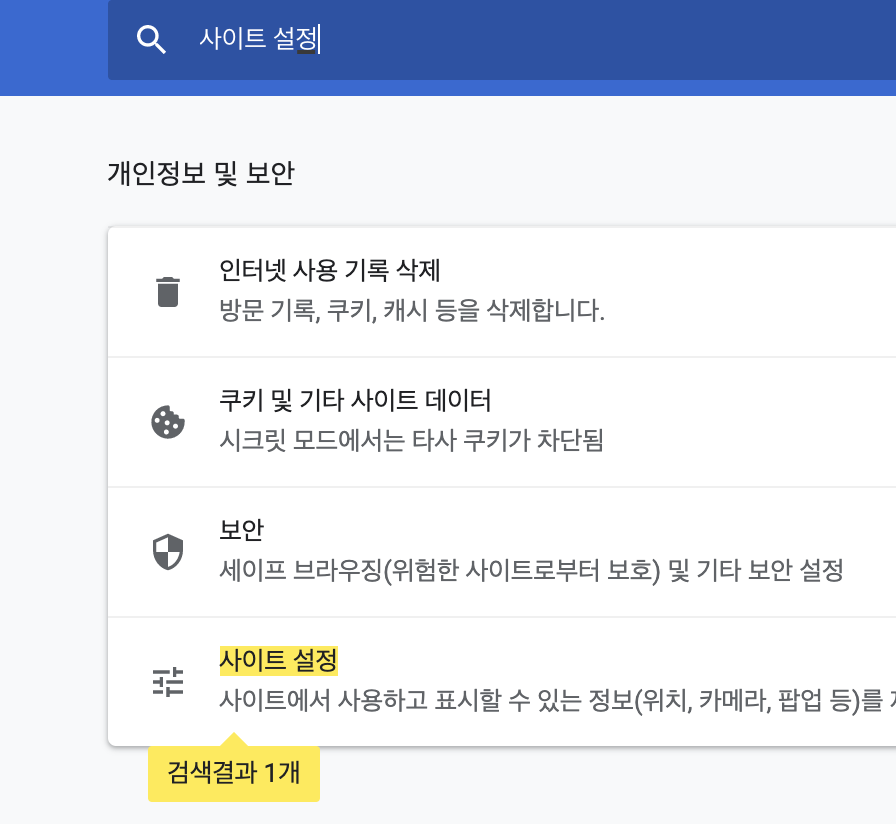 사이트 설정
개인정보 및 보안
인터넷 사용 기록 삭제
방문 기록, 쿠키, 캐시 등을 삭제합니다.
쿠키 및 기타 사이트 데이터
시크릿 모드에서는 타사 쿠키가 차단됨
보안
세이프 브라우징(위험한 사이트로부터 보호) 및 기타 보안 설정
사이트 설정
사이트에서 사용하고 표시할 수 있는 정보(위치, 카메라, 팝업 등)를
검색결과 1개